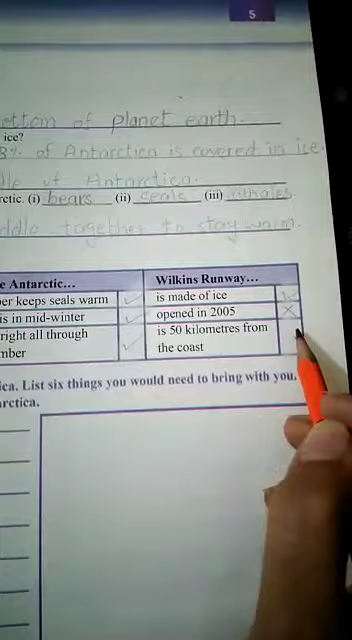 5
ottom of planet earth.
ice?
8% of Antarctica is covered in ice.
dle of Antarctica.
rctic. (i) bears (ii) seals (iii) whales
ddle together to stay warm.
e Antarctic... Wilkins Runway...
er keeps seals warm ✓ is made of ice ✓
is in mid-winter ✓ opened in 2005 ✗
right all through ✓ is 50 kilometres from
mber the coast
ica. List six things you would need to bring with you.
arctica.